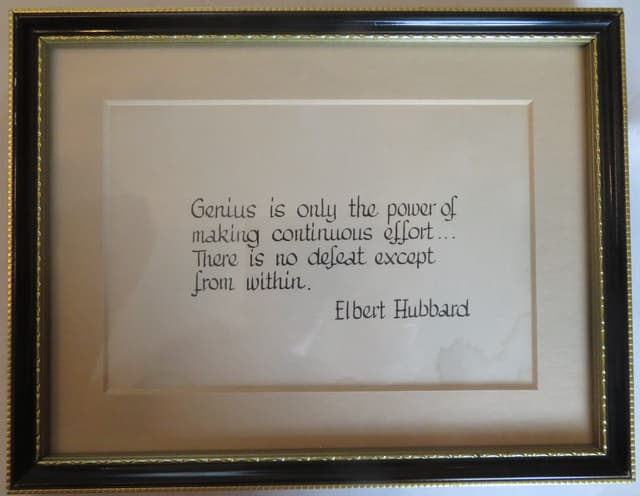 Genius is only the power of
making continuous effort...
There is no defeat except
from within.
Elbert Hubbard